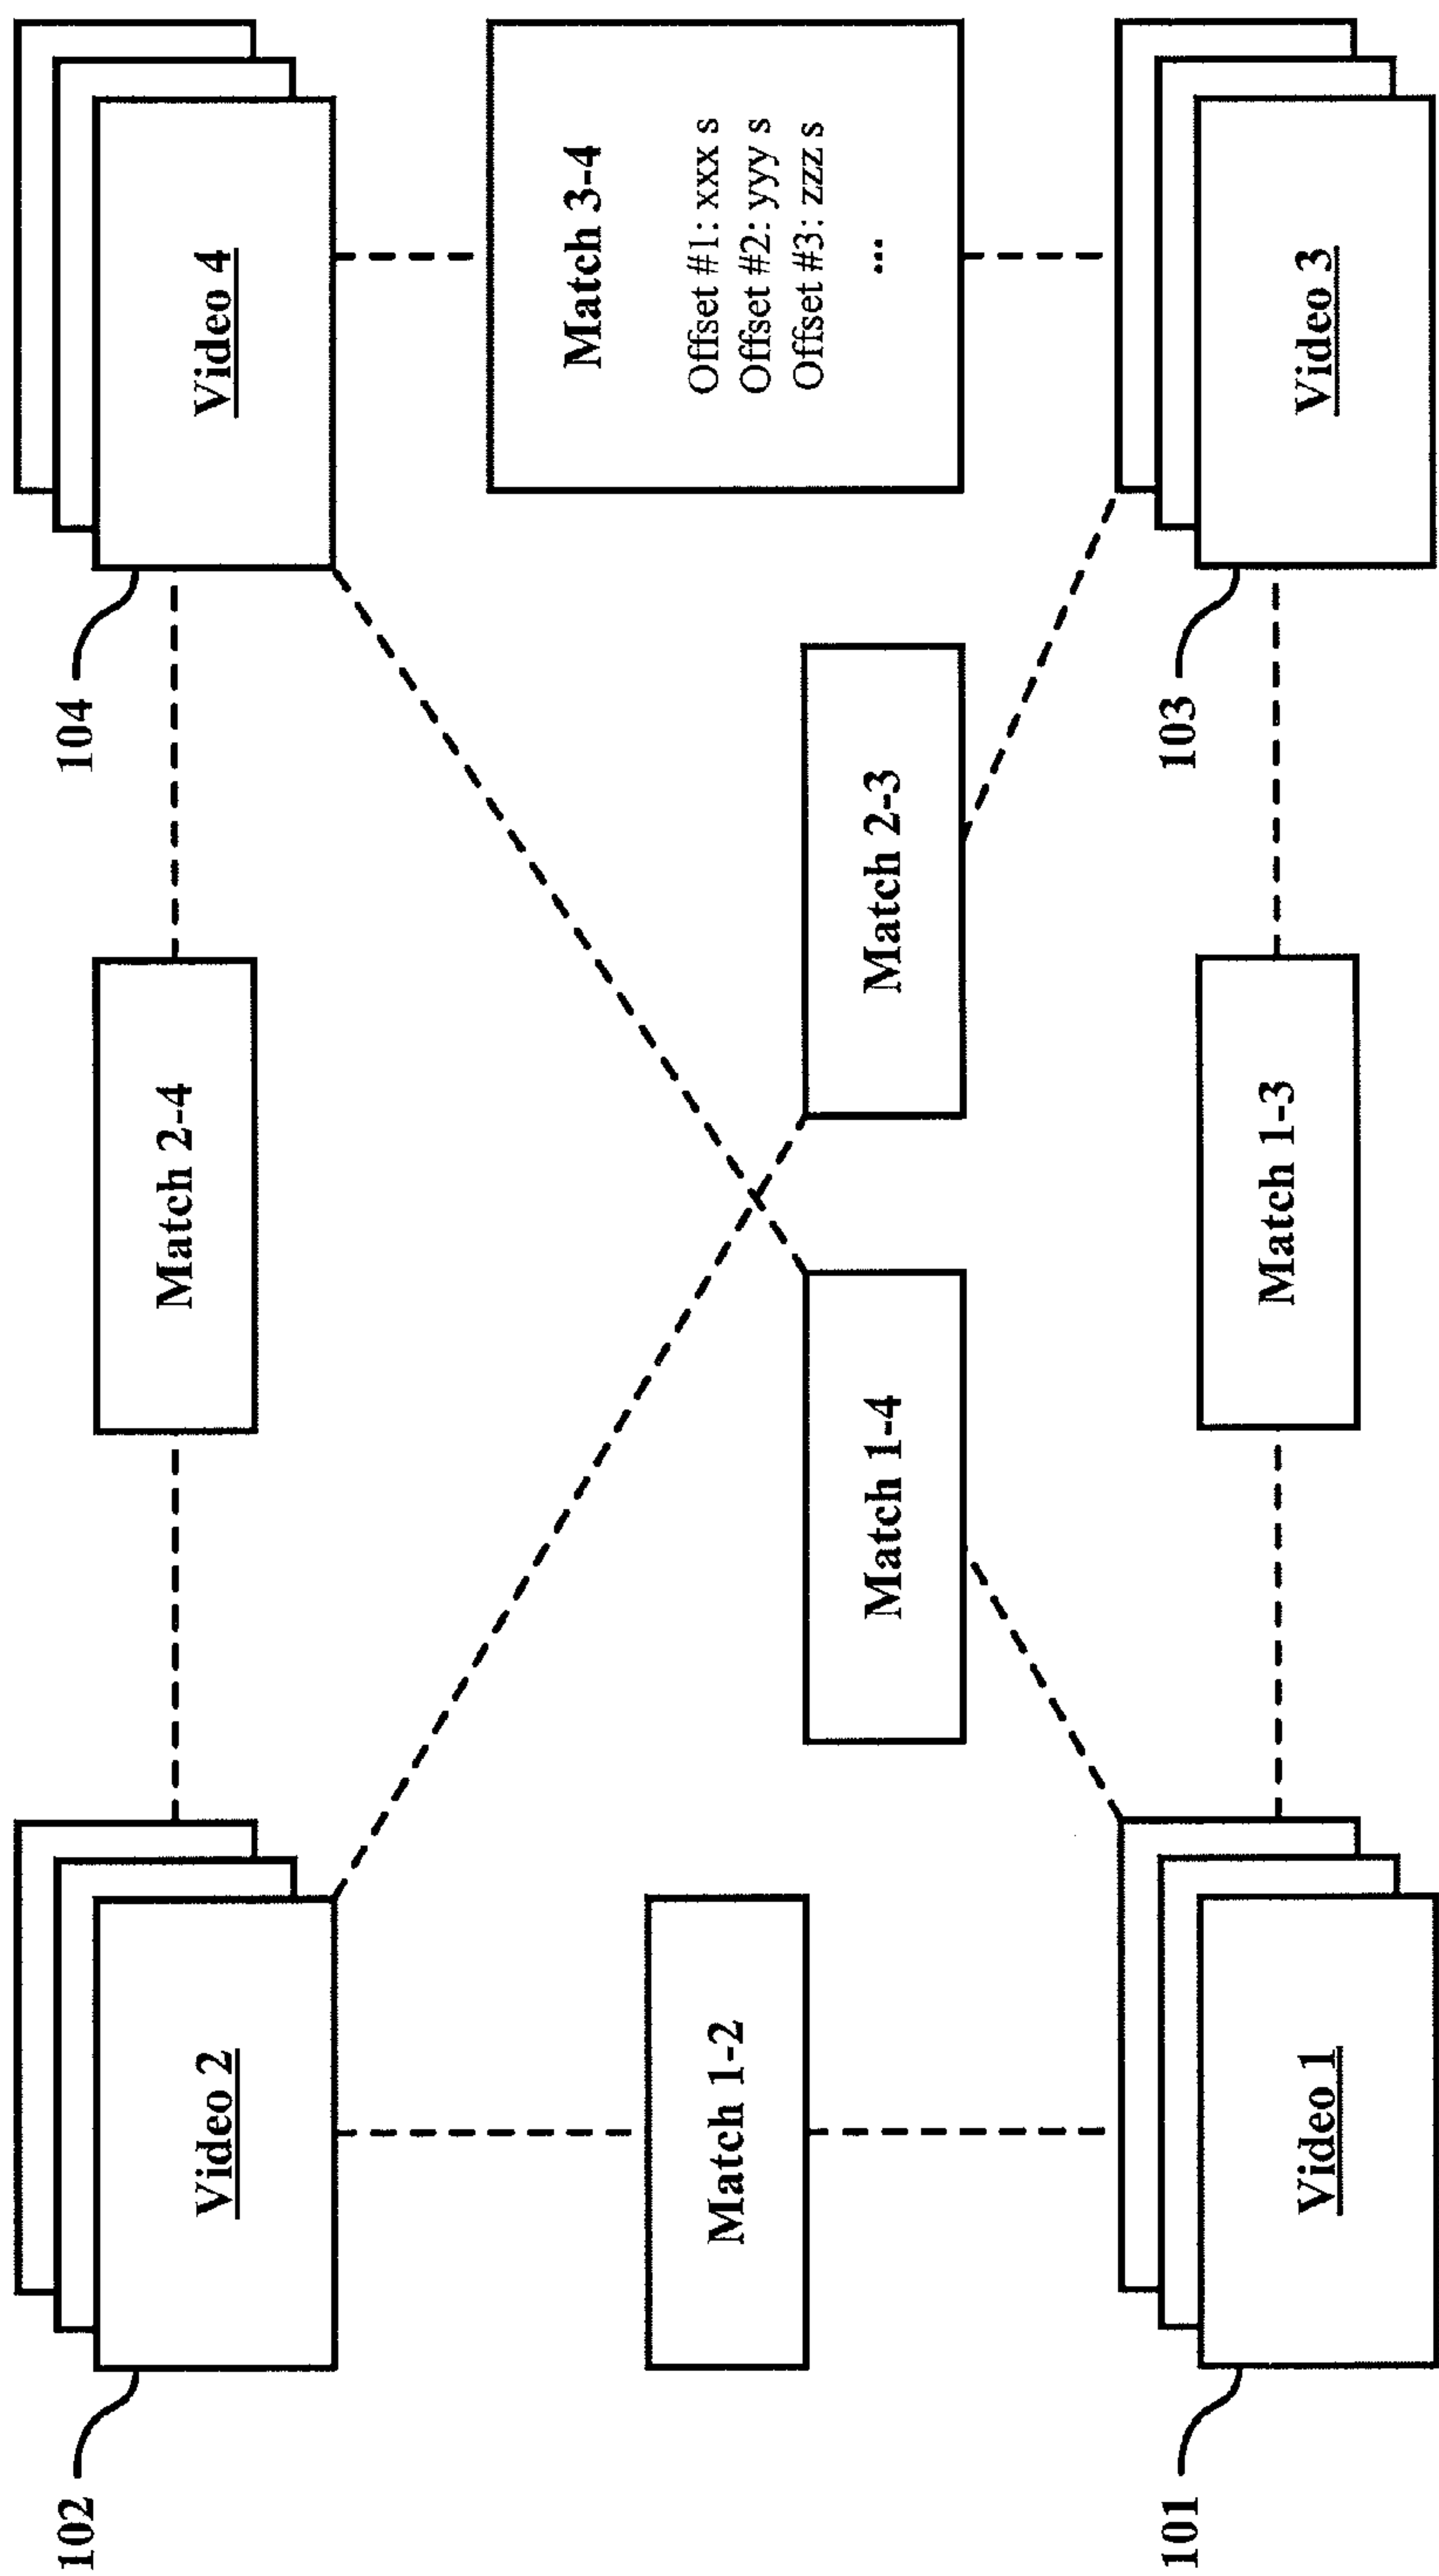 102
Video 2
Match 2-4
104
Video 4
Match 1-2
Match 1-4
Match 2-3
Match 3-4
Offset #1: xxx s
Offset #2: yyy s
Offset #3: zzz s
...
101
Video 1
Match 1-3
103
Video 3